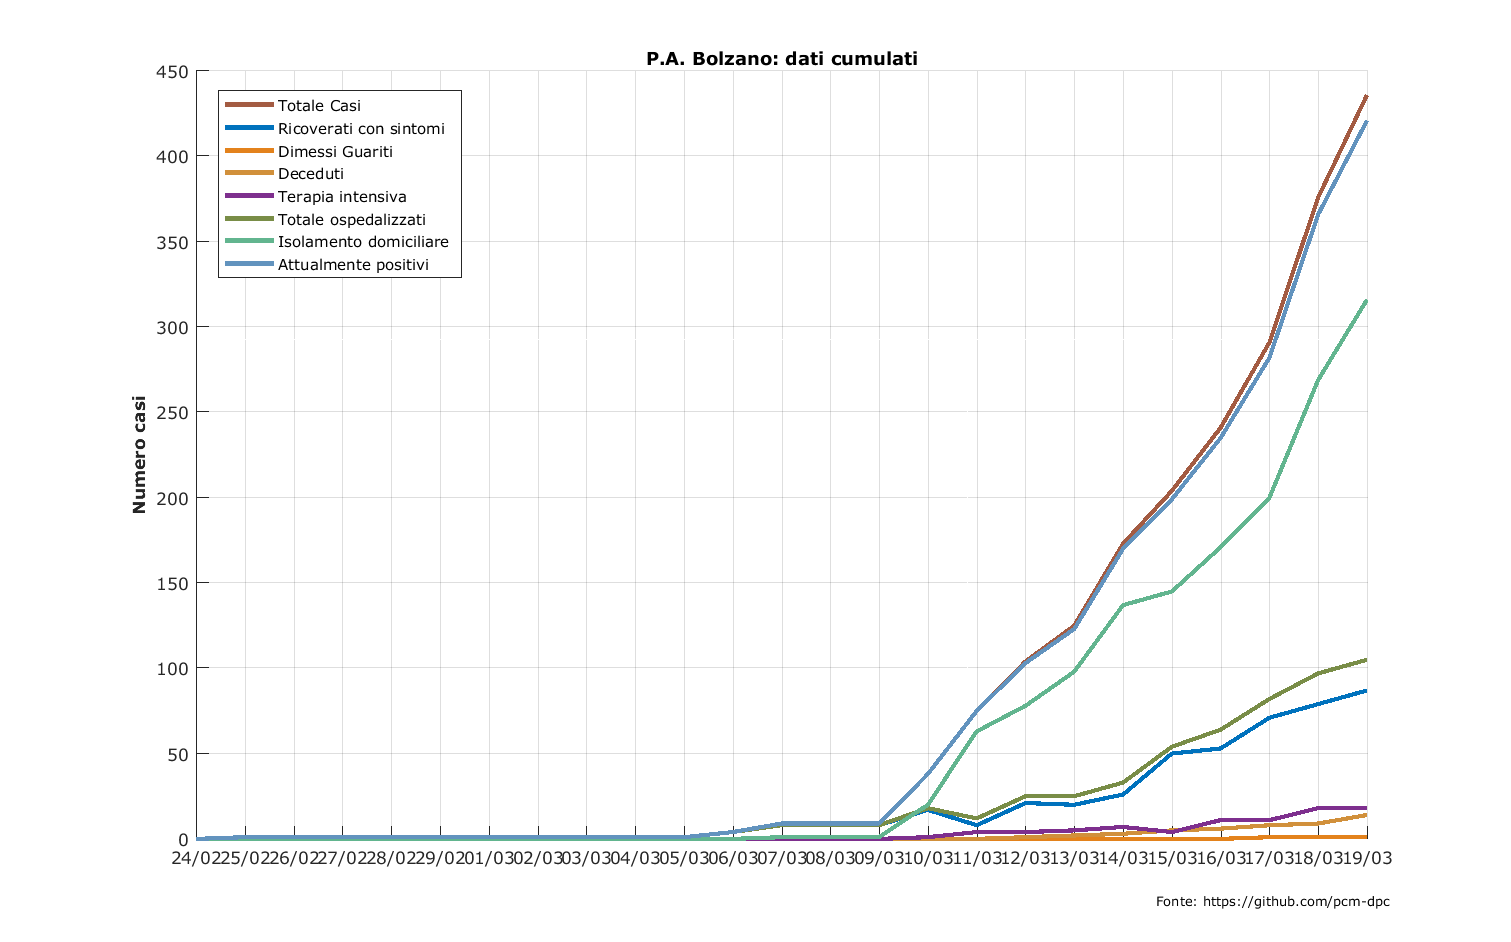 P.A. Bolzano: dati cumulati
450
400
350
300
250
200
150
100
50
0
Numero casi
Totale Casi
Ricoverati con sintomi
Dimessi Guariti
Deceduti
Terapia intensiva
Totale ospedalizzati
Isolamento domiciliare
Attualmente positivi
24/02 25/02 26/02 27/02 28/02 29/02 01/03 02/03 03/03 04/03 05/03 06/03 07/03 08/03 09/03 10/03 11/03 12/03 13/03 14/03 15/03 16/03 17/03 18/03 19/03
Fonte: https://github.com/pcm-dpc